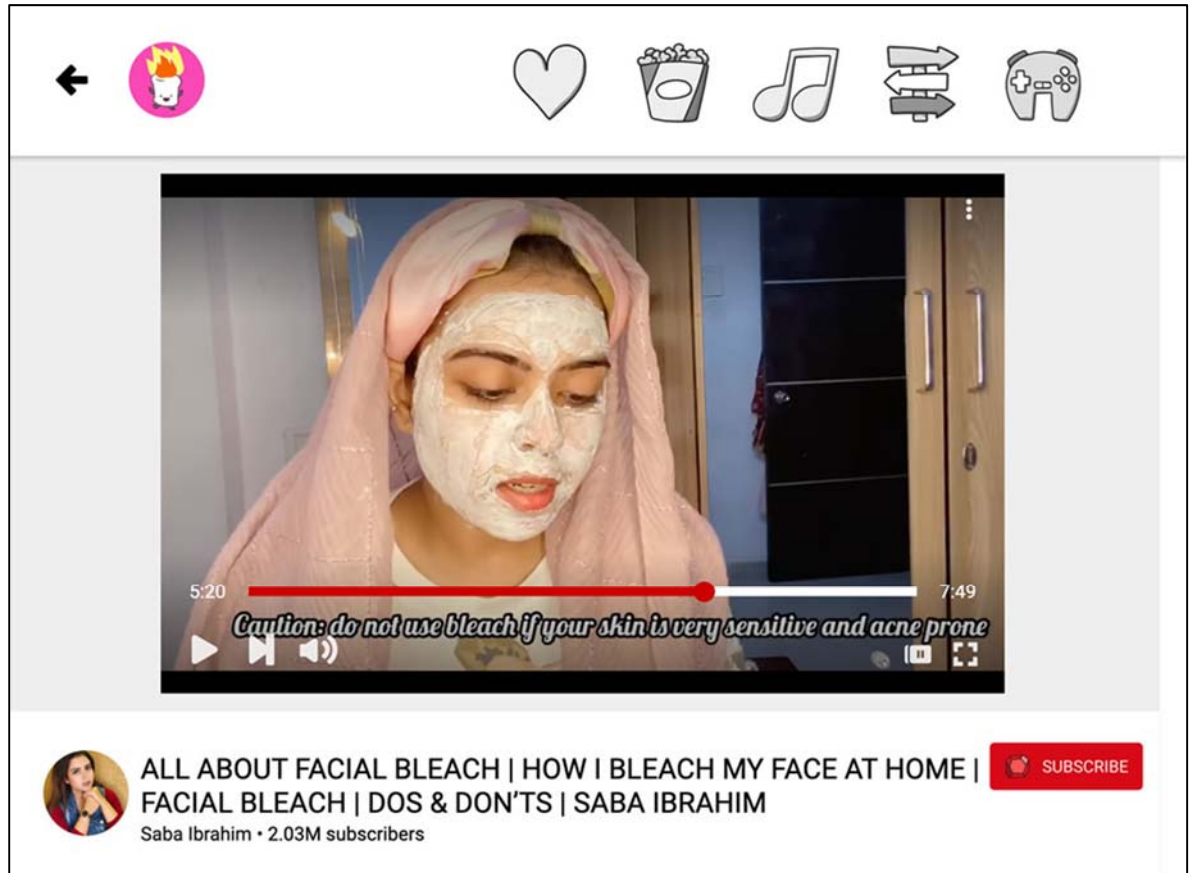 5:20
7:49
Caution: do not use bleach if your skin is very sensitive and acne prone
ALL ABOUT FACIAL BLEACH | HOW I BLEACH MY FACE AT HOME |
SUBSCRIBE
FACIAL BLEACH | DOS & DON’TS | SABA IBRAHIM
Saba Ibrahim • 2.03M subscribers